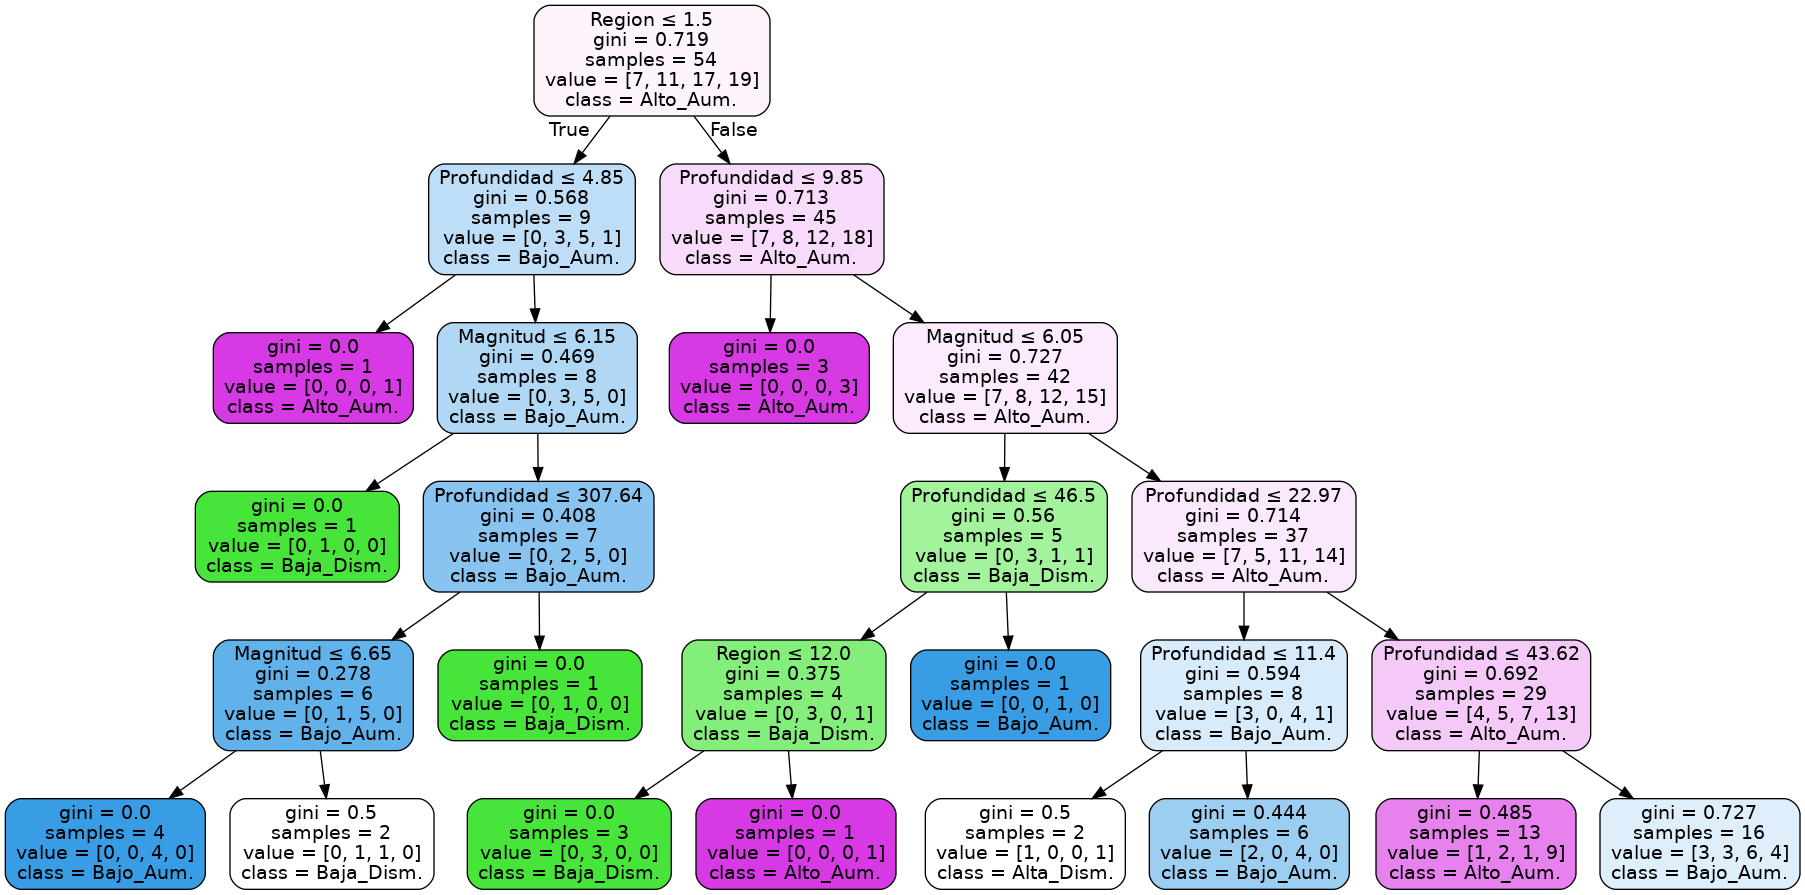 Region ≤ 1.5
gini = 0.719
samples = 54
value = [7, 11, 17, 19]
class = Alto_Aum.
True
False
Profundidad ≤ 4.85
gini = 0.568
samples = 9
value = [0, 3, 5, 1]
class = Bajo_Aum.
Profundidad ≤ 9.85
gini = 0.713
samples = 45
value = [7, 8, 12, 18]
class = Alto_Aum.
gini = 0.0
samples = 1
value = [0, 0, 0, 1]
class = Alto_Aum.
Magnitud ≤ 6.15
gini = 0.469
samples = 8
value = [0, 3, 5, 0]
class = Bajo_Aum.
gini = 0.0
samples = 3
value = [0, 0, 0, 3]
class = Alto_Aum.
Magnitud ≤ 6.05
gini = 0.727
samples = 42
value = [7, 8, 12, 15]
class = Alto_Aum.
gini = 0.0
samples = 1
value = [0, 1, 0, 0]
class = Baja_Dism.
Profundidad ≤ 307.64
gini = 0.408
samples = 7
value = [0, 2, 5, 0]
class = Bajo_Aum.
Profundidad ≤ 46.5
gini = 0.56
samples = 5
value = [0, 3, 1, 1]
class = Baja_Dism.
Profundidad ≤ 22.97
gini = 0.714
samples = 37
value = [7, 5, 11, 14]
class = Alto_Aum.
Magnitud ≤ 6.65
gini = 0.278
samples = 6
value = [0, 1, 5, 0]
class = Bajo_Aum.
gini = 0.0
samples = 1
value = [0, 1, 0, 0]
class = Baja_Dism.
Region ≤ 12.0
gini = 0.375
samples = 4
value = [0, 3, 0, 1]
class = Baja_Dism.
gini = 0.0
samples = 1
value = [0, 0, 1, 0]
class = Bajo_Aum.
Profundidad ≤ 11.4
gini = 0.594
samples = 8
value = [3, 0, 4, 1]
class = Bajo_Aum.
Profundidad ≤ 43.62
gini = 0.692
samples = 29
value = [4, 5, 7, 13]
class = Alto_Aum.
gini = 0.0
samples = 4
value = [0, 0, 4, 0]
class = Bajo_Aum.
gini = 0.5
samples = 2
value = [0, 1, 1, 0]
class = Baja_Dism.
gini = 0.0
samples = 3
value = [0, 3, 0, 0]
class = Baja_Dism.
gini = 0.0
samples = 1
value = [0, 0, 0, 1]
class = Alto_Aum.
gini = 0.5
samples = 2
value = [1, 0, 0, 1]
class = Alta_Dism.
gini = 0.444
samples = 6
value = [2, 0, 4, 0]
class = Bajo_Aum.
gini = 0.485
samples = 13
value = [1, 2, 1, 9]
class = Alto_Aum.
gini = 0.727
samples = 16
value = [3, 3, 6, 4]
class = Bajo_Aum.